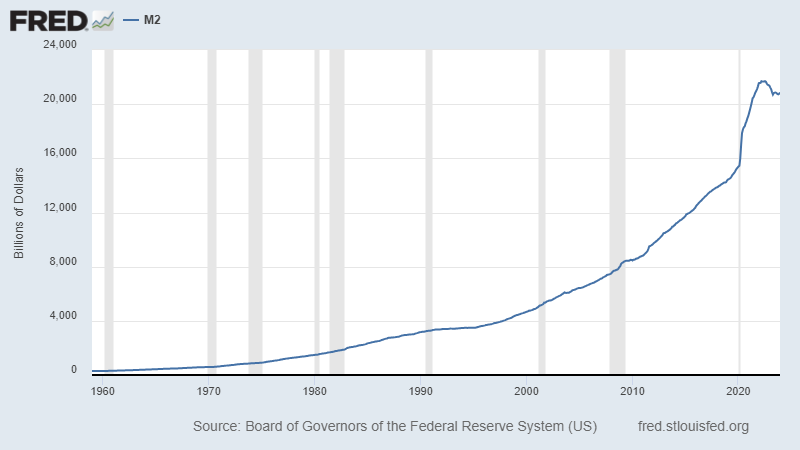 FRED
M2
24,000
20,000
16,000
12,000
8,000
4,000
0
Billions of Dollars
1960 1970 1980 1990 2000 2010 2020
Source: Board of Governors of the Federal Reserve System (US) fred.stlouisfed.org